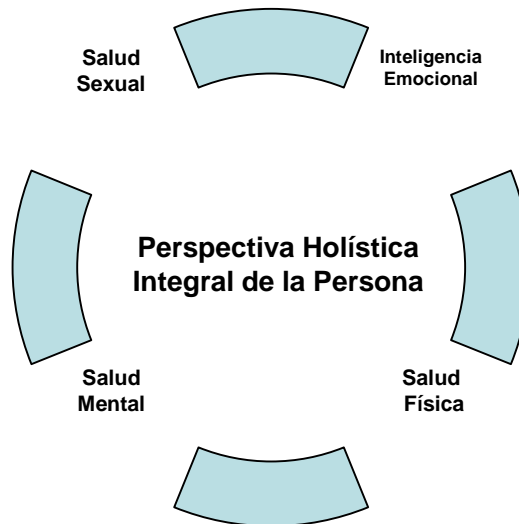 Salud
Sexual
Inteligencia
Emocional
Perspectiva Holística
Integral de la Persona
Salud
Mental
Salud
Física